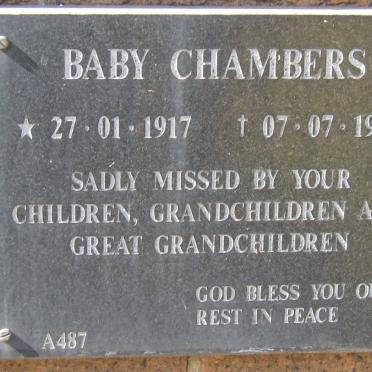 BABY CHAMBERS
★ 27·01·1917 † 07·07·19
SADLY MISSED BY YOUR
CHILDREN, GRANDCHILDREN
GREAT GRANDCHILDREN
GOD BLESS YOU
REST IN PEACE
A487